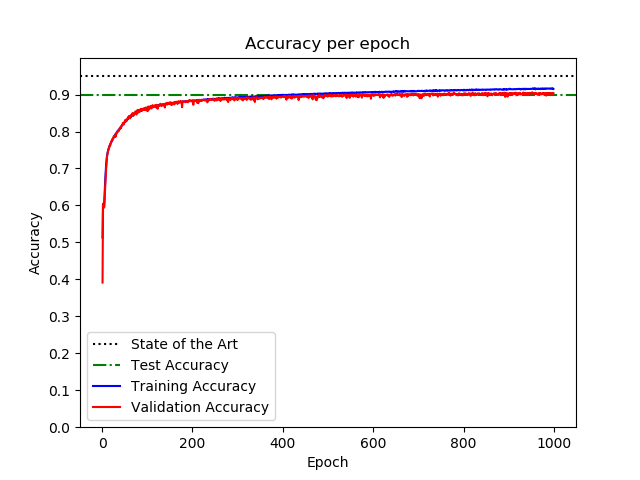 Accuracy per epoch
Accuracy
0.9
0.8
0.7
0.6
0.5
0.4
0.3
0.2
0.1
0.0
State of the Art
Test Accuracy
Training Accuracy
Validation Accuracy
0 200 400 600 800 1000
Epoch